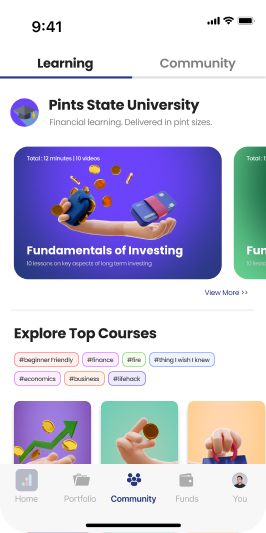 9:41
Learning Community
Pints State University
Financial learning. Delivered in pint sizes.
Total : 12 minutes | 10 videos
Fundamentals of Investing
Fun
10 lessons on key aspects of long term investing
View More >>
Explore Top Courses
#beginner friendly #finance #fire #thing I wish I knew
#economics #business #lifehack
Home Portfolio Community Funds You